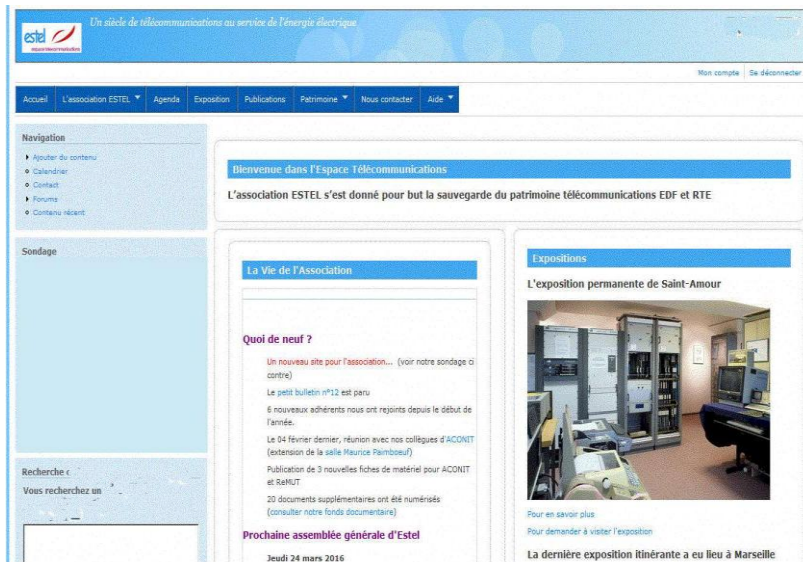 estel
Un siècle de télécommunications au service de l'énergie électrique
Mon compte Se déconnecter
Accueil L'association ESTEL Agenda Exposition Publications Patrimoine Nous contacter Aide
Navigation
Ajouter du contenu
Calendrier
Contact
Forums
Contenu récent
Sondage
Recherche
Vous recherchez un
Bienvenue dans l'Espace Télécommunications
L'association ESTEL s'est donné pour but la sauvegarde du patrimoine télécommunications EDF et RTE
La Vie de l'Association
Quoi de neuf ?
Un nouveau site pour l'association... (voir notre sondage ci
contre)
Le petit bulletin n°12 est paru
6 nouveaux adhérents nous ont rejoints depuis le début de
l'année.
Le 04 février dernier, réunion avec nos collègues d'ACONIT
(extension de la salle Maurice Paimboeuf)
Publication de 3 nouvelles fiches de matériel pour ACONIT
et ReMUT
20 documents supplémentaires ont été numérisés
(consulter notre fonds documentaire)
Prochaine assemblée générale d'Estel
Jeudi 24 mars 2016
Expositions
L'exposition permanente de Saint-Amour
Pour en savoir plus
Pour demander à visiter l'exposition
La dernière exposition itinérante a eu lieu à Marseille